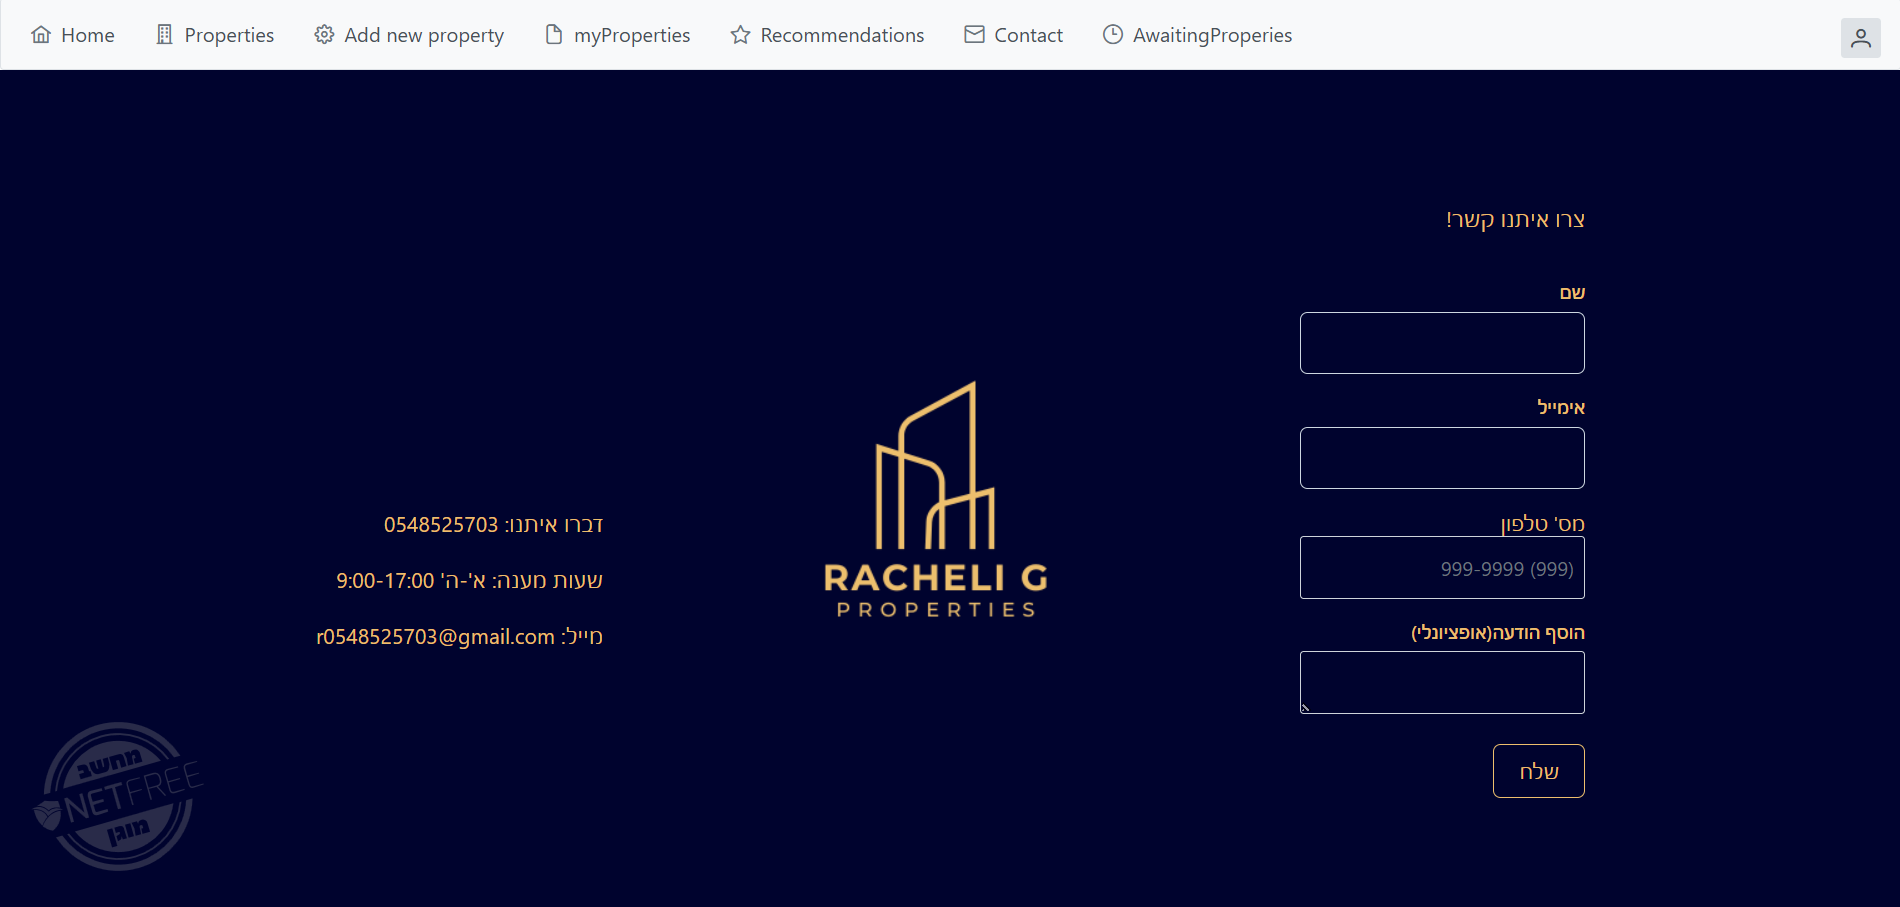 Home Properties Add new property myProperties Recommendations Contact AwaitingProperies
צרו איתנו קשר!
שם
אימייל
מס' טלפון
(999) 999-9999
הוסף הודעה(אופציונלי)
שלח
RACHELI G
PROPERTIES
דברו איתנו: 0548525703
שעות מענה: א'-ה' 9:00-17:00
מייל: r0548525703@gmail.com
מחשב
NETFREE
מוגן